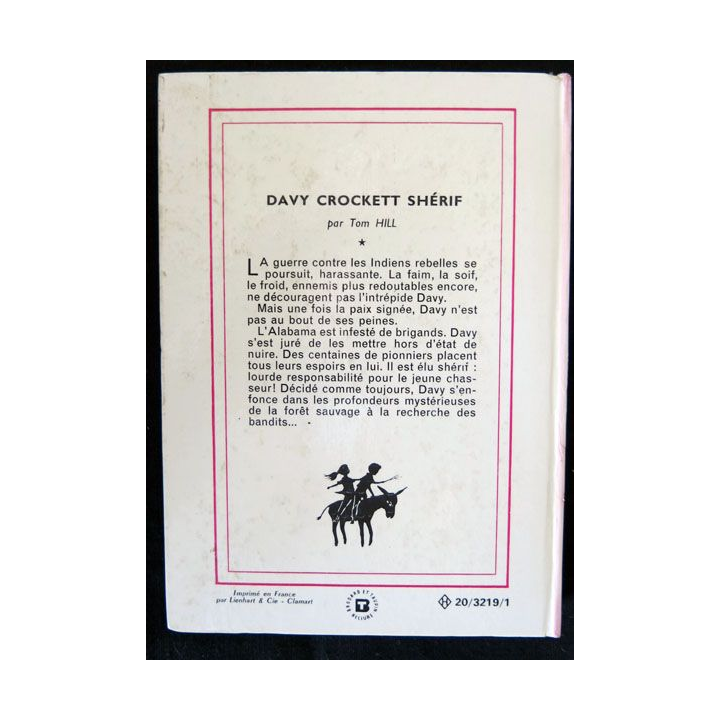 DAVY CROCKETT SHÉRIF
par Tom HILL
★
LA guerre contre les Indiens rebelles se
poursuit, harassante. La faim, la soif,
le froid, ennemis plus redoutables encore,
ne découragent pas l'intrépide Davy.
Mais une fois la paix signée, Davy n'est
pas au bout de ses peines.
L'Alabama est infesté de brigands. Davy
s'est juré de les mettre hors d'état de
nuire. Des centaines de pionniers placent
tous leurs espoirs en lui. Il est élu shérif :
lourde responsabilité pour le jeune chas-
seur! Décidé comme toujours, Davy s'en-
fonce dans les profondeurs mystérieuses
de la forêt sauvage à la recherche des
bandits...
Imprimé en France
par Lienhart & Cie - Clamart
BRODARD ET TAUPIN
RELIURE
BT
H 20/3219/1